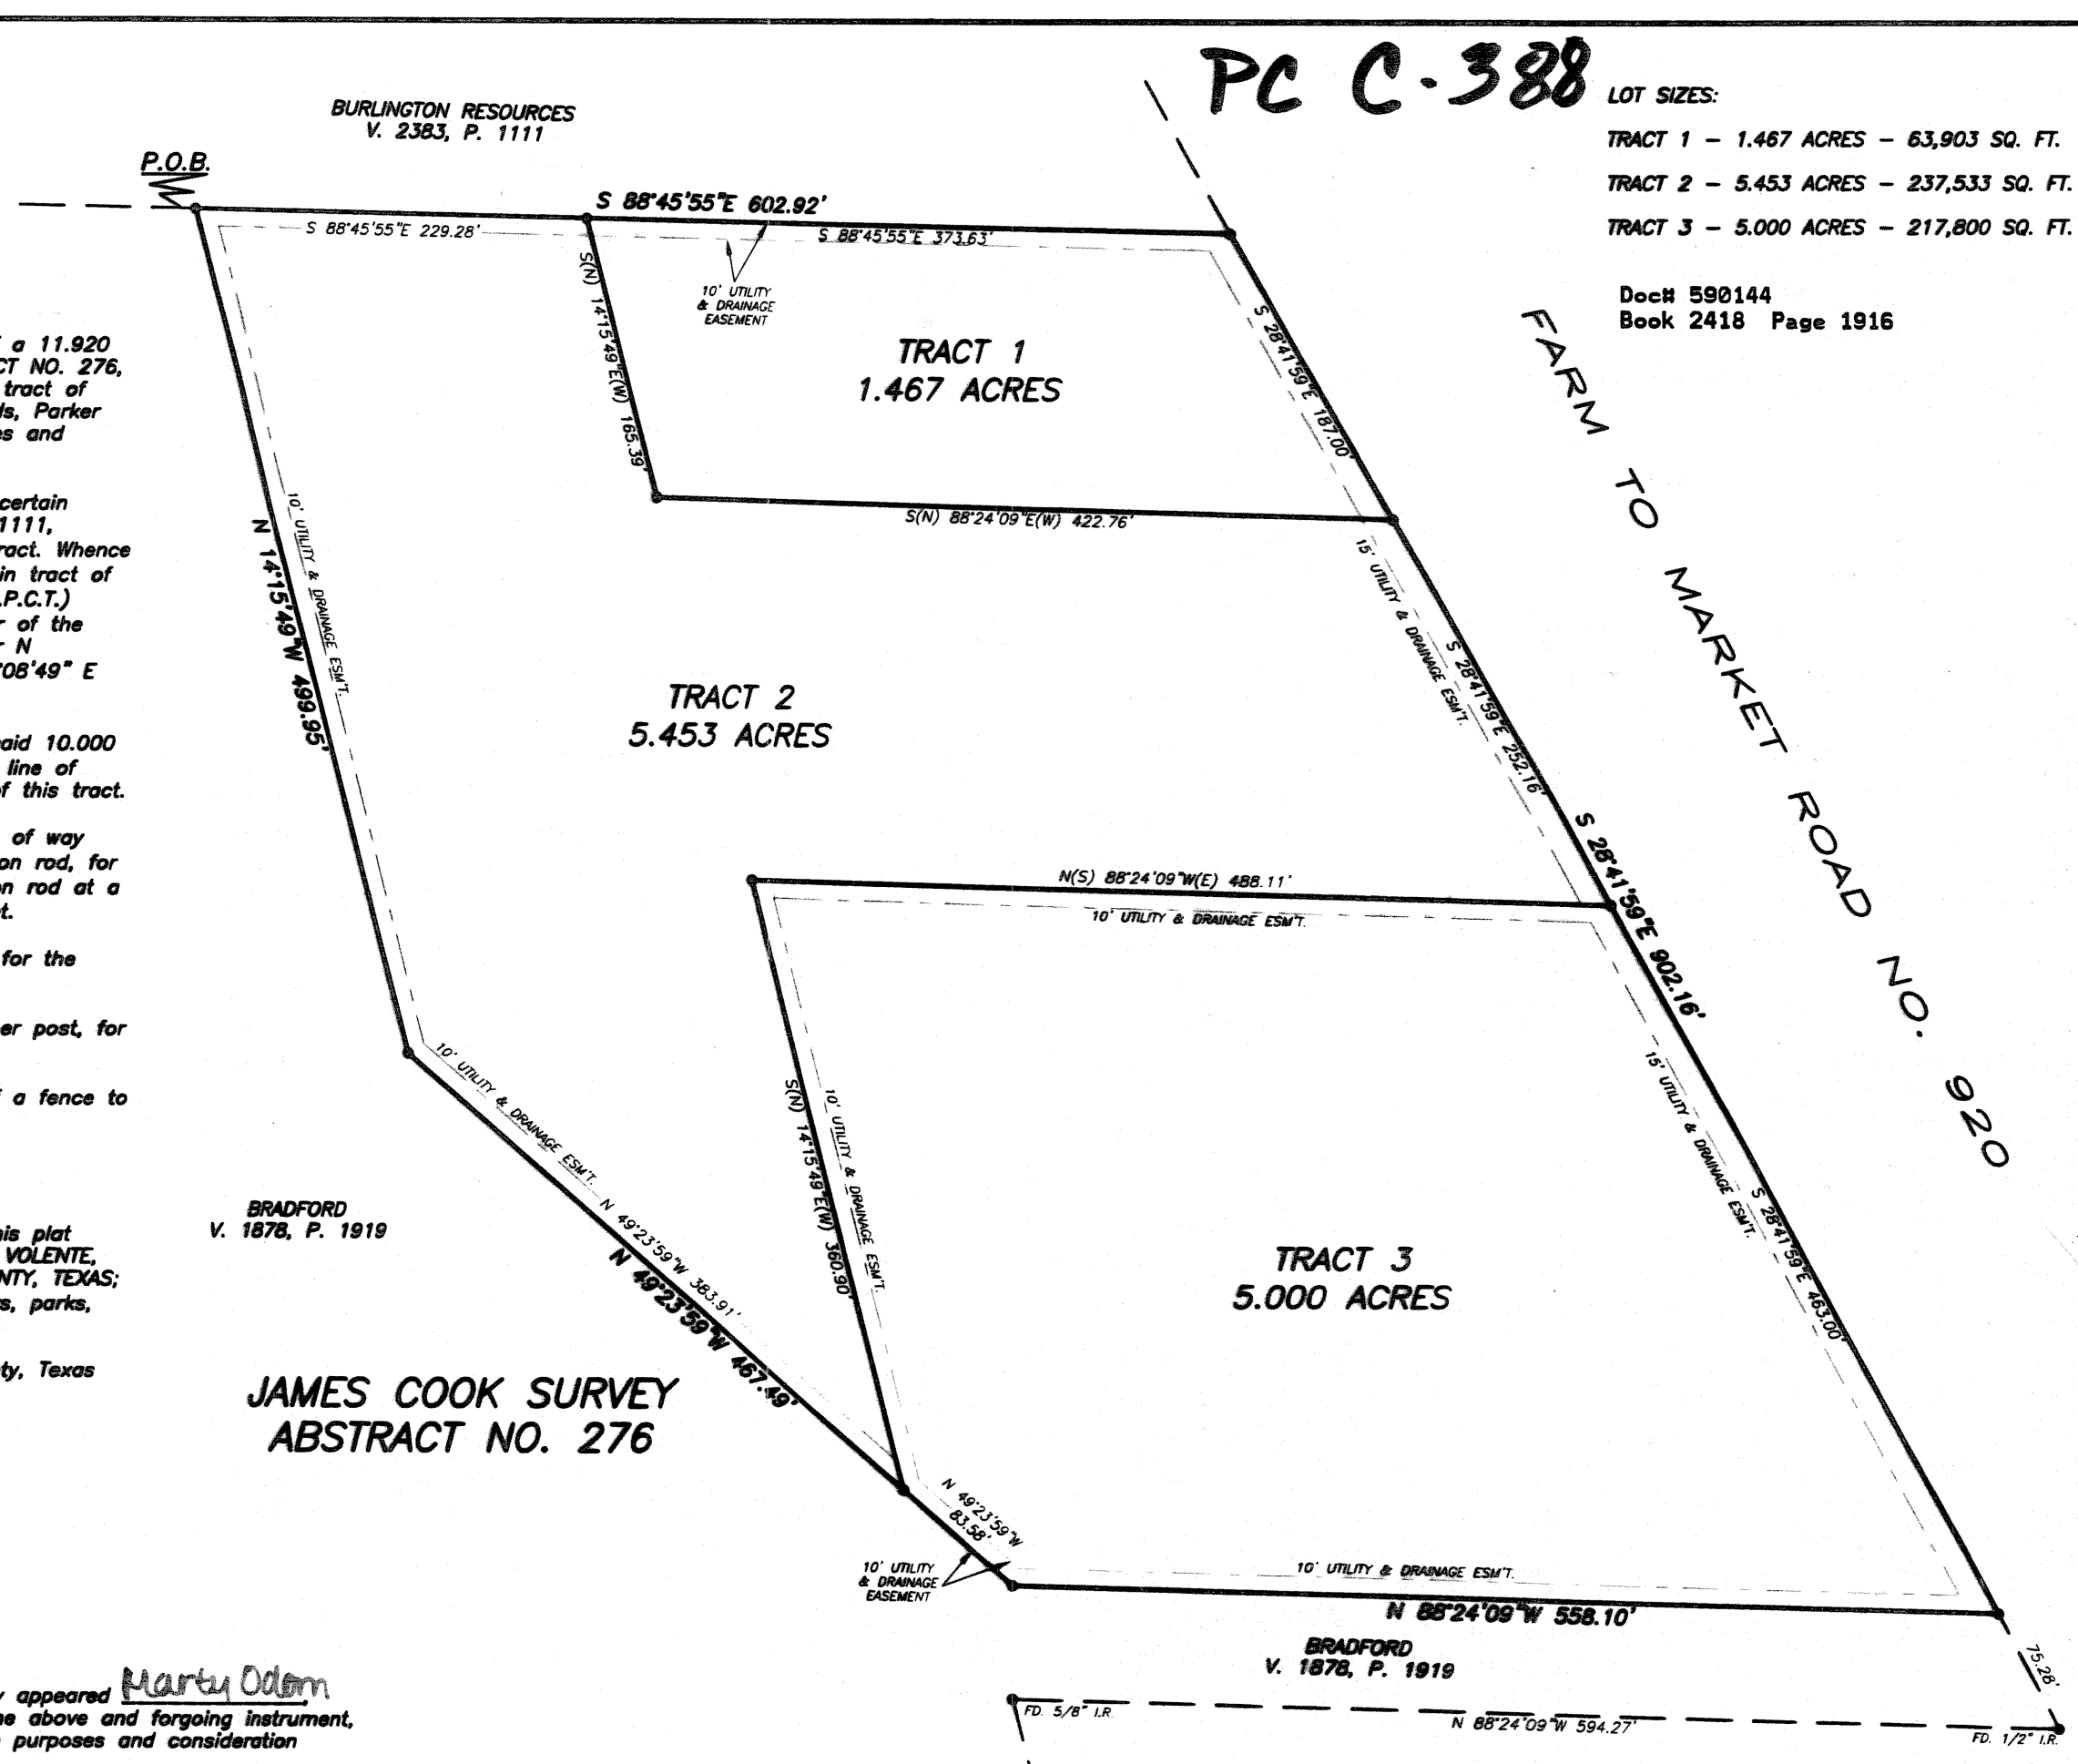 PC C-388
LOT SIZES:
TRACT 1 - 1.467 ACRES - 63,903 SQ. FT.
TRACT 2 - 5.453 ACRES - 237,533 SQ. FT.
TRACT 3 - 5.000 ACRES - 217,800 SQ. FT.
Doc# 590144
Book 2418 Page 1916
BURLINGTON RESOURCES
V. 2383, P. 1111
P.O.B.
S 88°45'55"E 602.92'
S 88°45'55"E 229.28'
S 88°45'55"E 373.63'
10' UTILITY
& DRAINAGE
EASEMENT
S(N) 14°15'49"E(W) 165.39'
TRACT 1
1.467 ACRES
S 28°41'59"E 187.00'
S(N) 88°24'09"E(W) 422.76'
FARM TO MARKET ROAD NO. 920
a 11.920
CT NO. 276,
tract of
ds, Parker
es and
certain
1111,
ract. Whence
in tract of
.P.C.T.)
r of the
r N
°08'49" E
aid 10.000
line of
of this tract.
of way
on rod, for
on rod at a
t.
for the
er post, for
f a fence to
his plat
VOLENTE,
NTY, TEXAS;
s, parks,
ty, Texas
N 14°15'49"W 499.95'
10' UTILITY & DRAINAGE ESM'T.
TRACT 2
5.453 ACRES
15' UTILITY & DRAINAGE ESM'T.
S 28°41'59"E 252.16'
S 28°41'59"E 902.16'
N(S) 88°24'09"W(E) 488.11'
10' UTILITY & DRAINAGE ESM'T.
10' UTILITY & DRAINAGE ESM'T.
N 49°23'59"W 383.91'
N 49°23'59"W 467.49'
S(N) 14°15'49"E(W) 360.90'
10' UTILITY & DRAINAGE ESM'T.
15' UTILITY & DRAINAGE ESM'T.
S 28°41'59"E 463.00'
TRACT 3
5.000 ACRES
BRADFORD
V. 1878, P. 1919
JAMES COOK SURVEY
ABSTRACT NO. 276
N 49°23'59"W
83.58'
10' UTILITY
& DRAINAGE
EASEMENT
10' UTILITY & DRAINAGE ESM'T.
N 88°24'09"W 558.10'
BRADFORD
V. 1878, P. 1919
75.28'
FD. 5/8" I.R.
N 88°24'09"W 594.27'
FD. 1/2" I.R.
y appeared Marty Odom
he above and forgoing instrument,
purposes and consideration